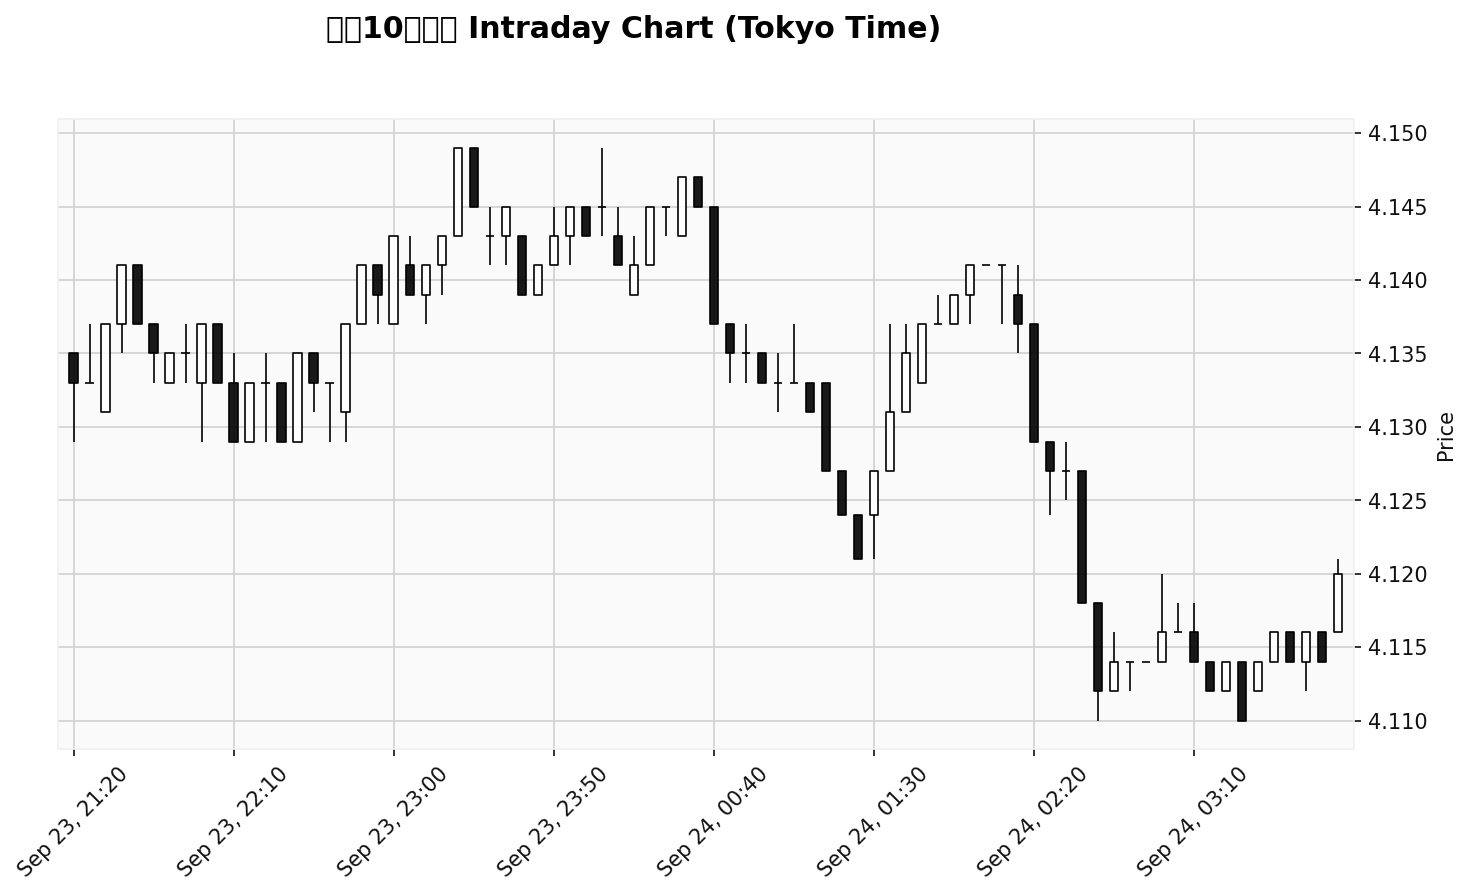 10 Intraday Chart (Tokyo Time)
4.150
4.145
4.140
4.135
4.130
4.125
4.120
4.115
4.110
Price
Sep 23, 21:20
Sep 23, 22:10
Sep 23, 23:00
Sep 23, 23:50
Sep 24, 00:40
Sep 24, 01:30
Sep 24, 02:20
Sep 24, 03:10